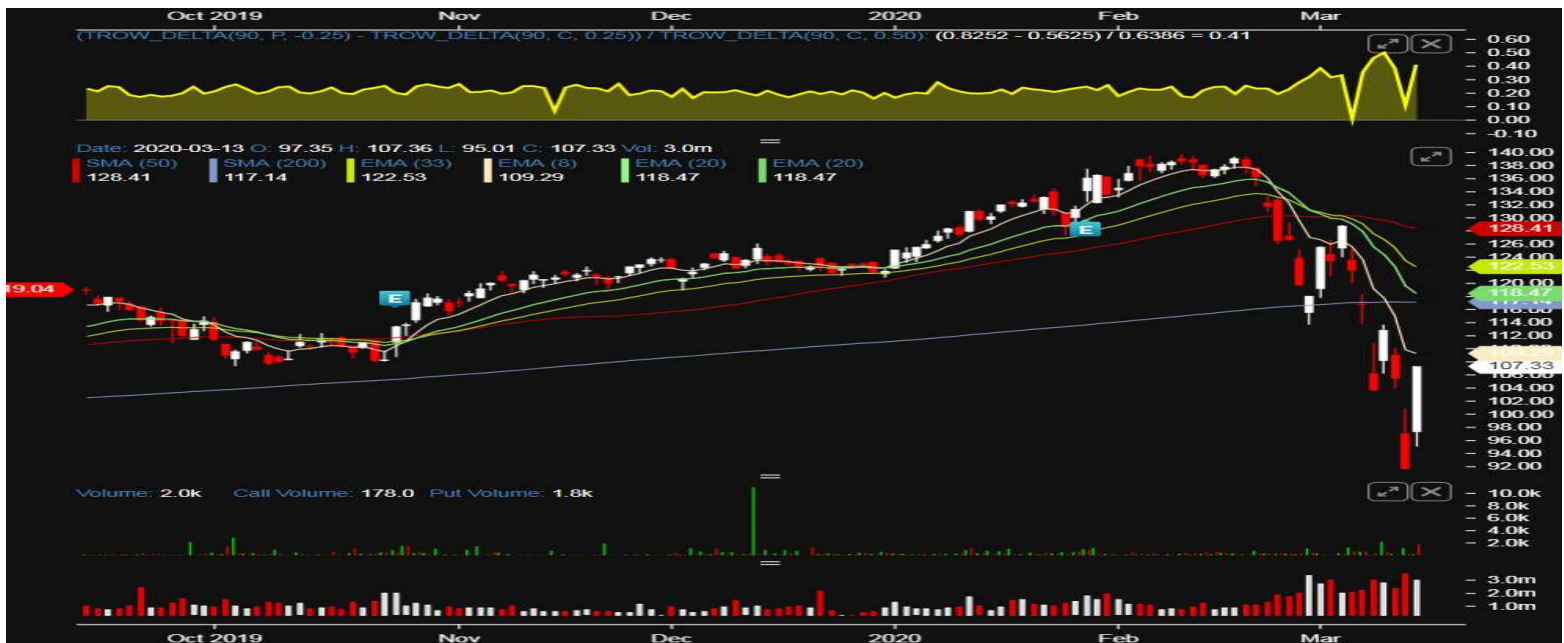 Oct 2019 Nov Dec 2020 Feb Mar
(TROW_DELTA(90, P, -0.25) - TROW_DELTA(90, C, 0.25)) / TROW_DELTA(90, C, 0.50): (0.8252 - 0.5625) / 0.6386 = 0.41
0.60
0.50
0.40
0.30
0.20
0.10
0.00
-0.10
Date: 2020-03-13 O: 97.35 H: 107.36 L: 95.01 C: 107.33 Vol: 3.0m
SMA (50) SMA (200) EMA (33) EMA (8) EMA (20) EMA (20)
128.41 117.14 122.53 109.29 118.47 118.47
140.00
138.00
136.00
134.00
132.00
130.00
128.41
126.00
124.00
122.53
120.00
118.47
117.14
116.00
114.00
112.00
109.29
107.33
104.00
102.00
100.00
98.00
96.00
94.00
92.00
19.04
E
E
Volume: 2.0k Call Volume: 178.0 Put Volume: 1.8k
10.0k
8.0k
6.0k
4.0k
2.0k
3.0m
2.0m
1.0m
Oct 2019 Nov Dec 2020 Feb Mar